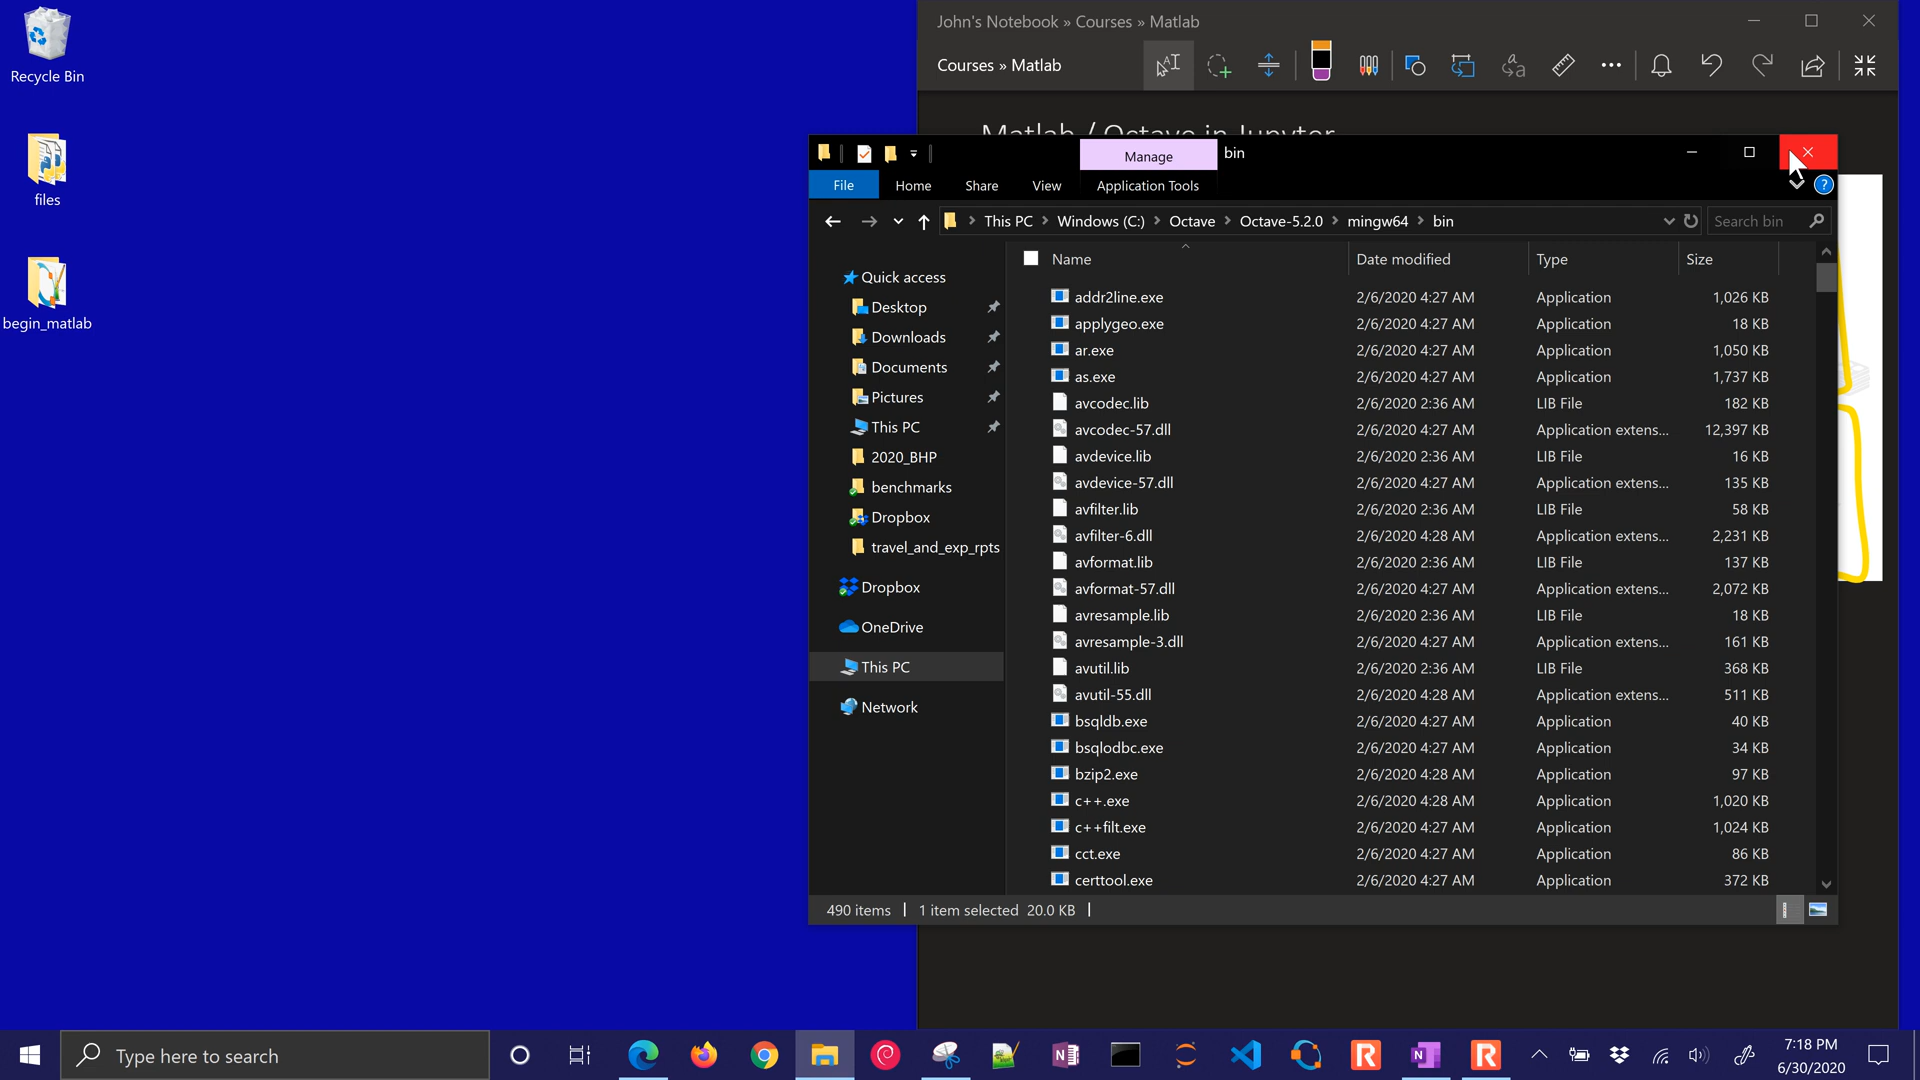 Recycle Bin
files
begin_matlab
John's Notebook » Courses » Matlab
Courses » Matlab
Matlab / Octave in Jupyter
Manage
bin
File
Home
Share
View
Application Tools
This PC
Windows (C:)
Octave
Octave-5.2.0
mingw64
bin
Search bin
Quick access
Desktop
Downloads
Documents
Pictures
This PC
2020_BHP
benchmarks
Dropbox
travel_and_exp_rpts
Dropbox
OneDrive
This PC
Network
Name Date modified Type Size
addr2line.exe 2/6/2020 4:27 AM Application 1,026 KB
applygeo.exe 2/6/2020 4:27 AM Application 18 KB
ar.exe 2/6/2020 4:27 AM Application 1,050 KB
as.exe 2/6/2020 4:27 AM Application 1,737 KB
avcodec.lib 2/6/2020 2:36 AM LIB File 182 KB
avcodec-57.dll 2/6/2020 4:27 AM Application extens... 12,397 KB
avdevice.lib 2/6/2020 2:36 AM LIB File 16 KB
avdevice-57.dll 2/6/2020 4:27 AM Application extens... 135 KB
avfilter.lib 2/6/2020 2:36 AM LIB File 58 KB
avfilter-6.dll 2/6/2020 4:28 AM Application extens... 2,231 KB
avformat.lib 2/6/2020 2:36 AM LIB File 137 KB
avformat-57.dll 2/6/2020 4:27 AM Application extens... 2,072 KB
avresample.lib 2/6/2020 2:36 AM LIB File 18 KB
avresample-3.dll 2/6/2020 4:27 AM Application extens... 161 KB
avutil.lib 2/6/2020 2:36 AM LIB File 368 KB
avutil-55.dll 2/6/2020 4:28 AM Application extens... 511 KB
bsqldb.exe 2/6/2020 4:27 AM Application 40 KB
bsqlodbc.exe 2/6/2020 4:27 AM Application 34 KB
bzip2.exe 2/6/2020 4:28 AM Application 97 KB
c++.exe 2/6/2020 4:28 AM Application 1,020 KB
c++filt.exe 2/6/2020 4:27 AM Application 1,024 KB
cct.exe 2/6/2020 4:27 AM Application 86 KB
certtool.exe 2/6/2020 4:27 AM Application 372 KB
490 items 1 item selected 20.0 KB
Type here to search
7:18 PM
6/30/2020